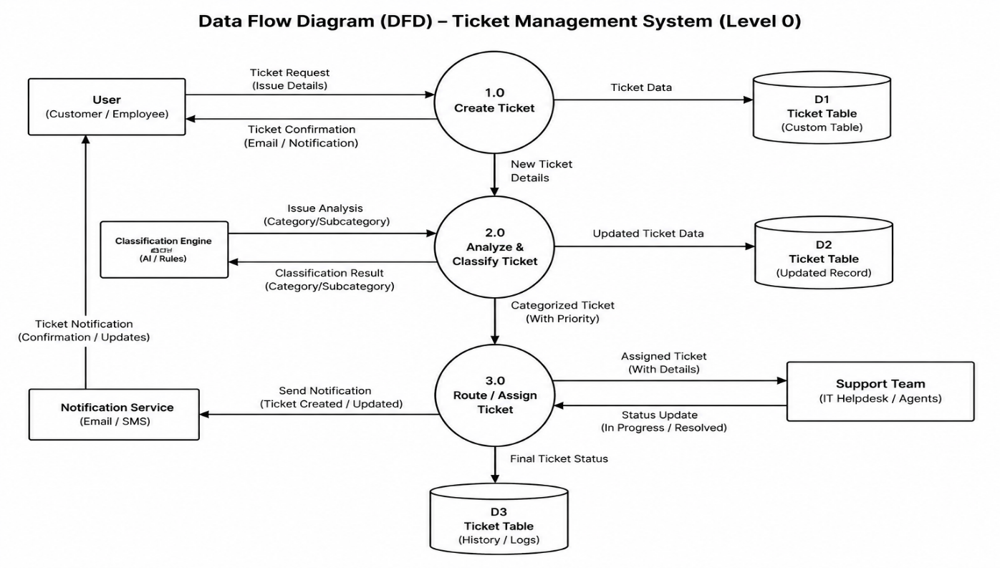 Data Flow Diagram (DFD) – Ticket Management System (Level 0)
Ticket Request
(Issue Details)
User
(Customer / Employee)
1.0
Create Ticket
Ticket Data
D1
Ticket Table
(Custom Table)
Ticket Confirmation
(Email / Notification)
New Ticket
Details
Issue Analysis
(Category/Subcategory)
Classification Engine
(AI / Rules)
2.0
Analyze &
Classify Ticket
Updated Ticket Data
D2
Ticket Table
(Updated Record)
Classification Result
(Category/Subcategory)
Categorized Ticket
(With Priority)
Ticket Notification
(Confirmation / Updates)
Assigned Ticket
(With Details)
3.0
Route / Assign
Ticket
Support Team
(IT Helpdesk / Agents)
Send Notification
(Ticket Created / Updated)
Notification Service
(Email / SMS)
Status Update
(In Progress / Resolved)
Final Ticket Status
D3
Ticket Table
(History / Logs)